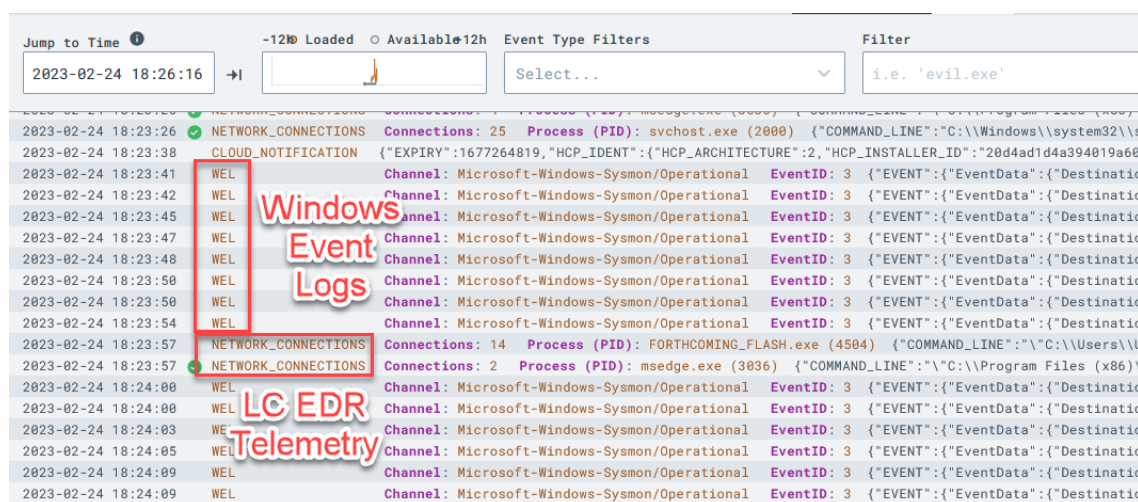 Jump to Time
-12h Loaded Available +12h
Event Type Filters
Filter
2023-02-24 18:26:16
Select...
i.e. 'evil.exe'
2023-02-24 18:23:26 NETWORK_CONNECTIONS Connections: 25 Process (PID): svchost.exe (2000) {"COMMAND_LINE":"C:\\Windows\\system32\\s
2023-02-24 18:23:38 CLOUD_NOTIFICATION {"EXPIRY":1677264819,"HCP_IDENT":{"HCP_ARCHITECTURE":2,"HCP_INSTALLER_ID":"20d4ad1d4a394019a60
2023-02-24 18:23:41 WEL Channel: Microsoft-Windows-Sysmon/Operational EventID: 3 {"EVENT":{"EventData":{"Destinatio
2023-02-24 18:23:42 WEL Channel: Microsoft-Windows-Sysmon/Operational EventID: 3 {"EVENT":{"EventData":{"Destinatio
2023-02-24 18:23:45 WEL Channel: Microsoft-Windows-Sysmon/Operational EventID: 3 {"EVENT":{"EventData":{"Destinatio
2023-02-24 18:23:47 WEL Channel: Microsoft-Windows-Sysmon/Operational EventID: 3 {"EVENT":{"EventData":{"Destinatio
2023-02-24 18:23:48 WEL Channel: Microsoft-Windows-Sysmon/Operational EventID: 3 {"EVENT":{"EventData":{"Destinatio
2023-02-24 18:23:50 WEL Channel: Microsoft-Windows-Sysmon/Operational EventID: 3 {"EVENT":{"EventData":{"Destinatio
2023-02-24 18:23:50 WEL Channel: Microsoft-Windows-Sysmon/Operational EventID: 3 {"EVENT":{"EventData":{"Destinatio
2023-02-24 18:23:54 WEL Channel: Microsoft-Windows-Sysmon/Operational EventID: 3 {"EVENT":{"EventData":{"Destinatio
Windows
Event
Logs
2023-02-24 18:23:57 NETWORK_CONNECTIONS Connections: 14 Process (PID): FORTHCOMING_FLASH.exe (4504) {"COMMAND_LINE":"\"C:\\Users\\U
2023-02-24 18:23:57 NETWORK_CONNECTIONS Connections: 2 Process (PID): msedge.exe (3036) {"COMMAND_LINE":"\"C:\\Program Files (x86)\
2023-02-24 18:24:00 WEL Channel: Microsoft-Windows-Sysmon/Operational EventID: 3 {"EVENT":{"EventData":{"Destinatio
2023-02-24 18:24:00 WEL Channel: Microsoft-Windows-Sysmon/Operational EventID: 3 {"EVENT":{"EventData":{"Destinatio
2023-02-24 18:24:03 WEL Channel: Microsoft-Windows-Sysmon/Operational EventID: 3 {"EVENT":{"EventData":{"Destinatio
2023-02-24 18:24:05 WEL Channel: Microsoft-Windows-Sysmon/Operational EventID: 3 {"EVENT":{"EventData":{"Destinatio
2023-02-24 18:24:09 WEL Channel: Microsoft-Windows-Sysmon/Operational EventID: 3 {"EVENT":{"EventData":{"Destinatio
2023-02-24 18:24:09 WEL Channel: Microsoft-Windows-Sysmon/Operational EventID: 3 {"EVENT":{"EventData":{"Destinatio
LC EDR
Telemetry